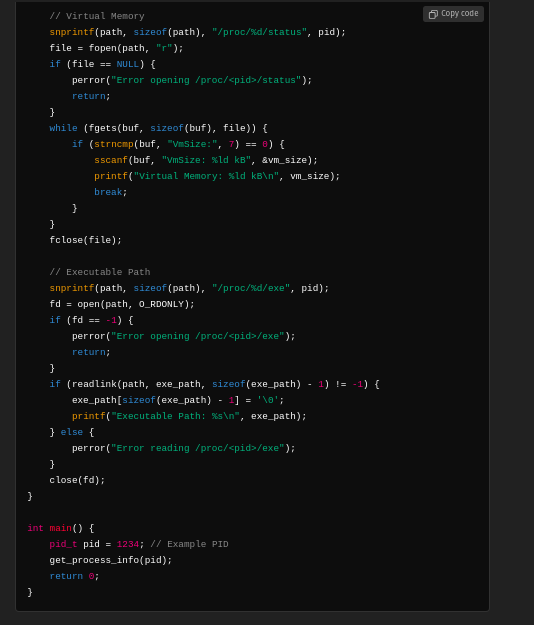 Copy code
    // Virtual Memory
    snprintf(path, sizeof(path), "/proc/%d/status", pid);
    file = fopen(path, "r");
    if (file == NULL) {
        perror("Error opening /proc/<pid>/status");
        return;
    }
    while (fgets(buf, sizeof(buf), file)) {
        if (strncmp(buf, "VmSize:", 7) == 0) {
            sscanf(buf, "VmSize: %ld kB", &vm_size);
            printf("Virtual Memory: %ld kB\n", vm_size);
            break;
        }
    }
    fclose(file);

    // Executable Path
    snprintf(path, sizeof(path), "/proc/%d/exe", pid);
    fd = open(path, O_RDONLY);
    if (fd == -1) {
        perror("Error opening /proc/<pid>/exe");
        return;
    }
    if (readlink(path, exe_path, sizeof(exe_path) - 1) != -1) {
        exe_path[sizeof(exe_path) - 1] = '\0';
        printf("Executable Path: %s\n", exe_path);
    } else {
        perror("Error reading /proc/<pid>/exe");
    }
    close(fd);
}

int main() {
    pid_t pid = 1234; // Example PID
    get_process_info(pid);
    return 0;
}